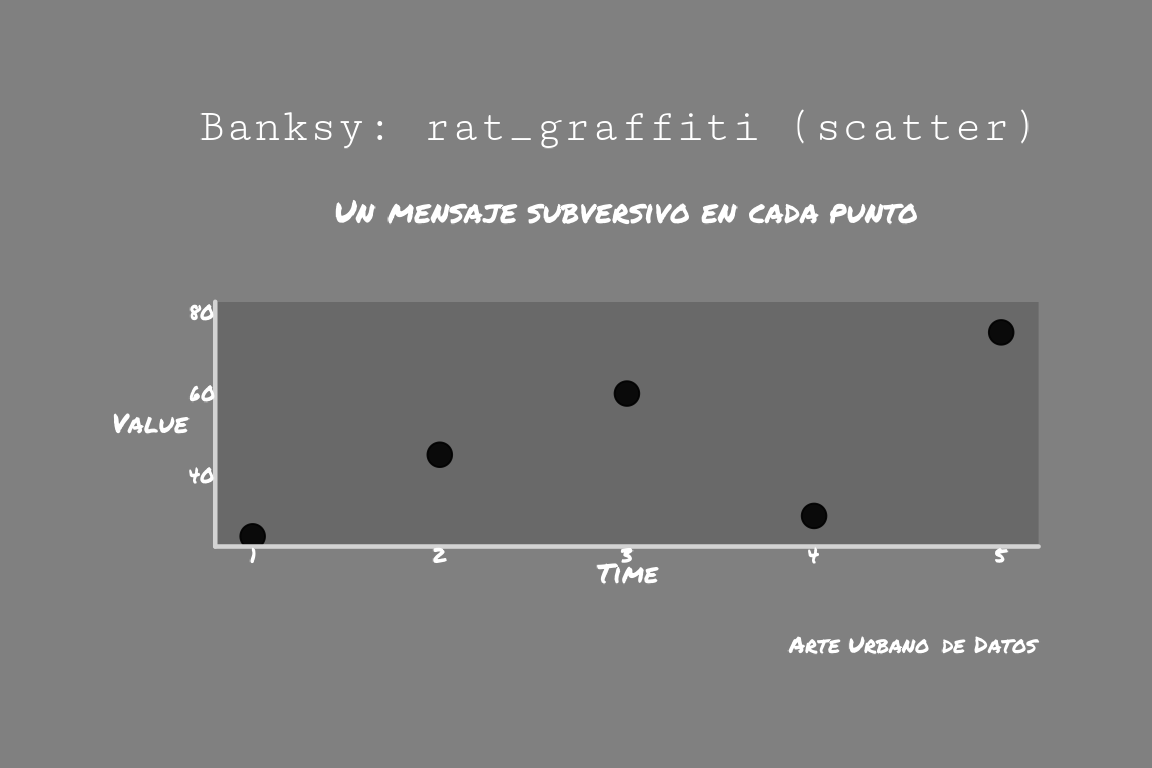 Banksy: rat_graffiti (scatter)
Un mensaje subversivo en cada punto
80
60
Value
40
1 2 3 4 5
Time
Arte Urbano de Datos